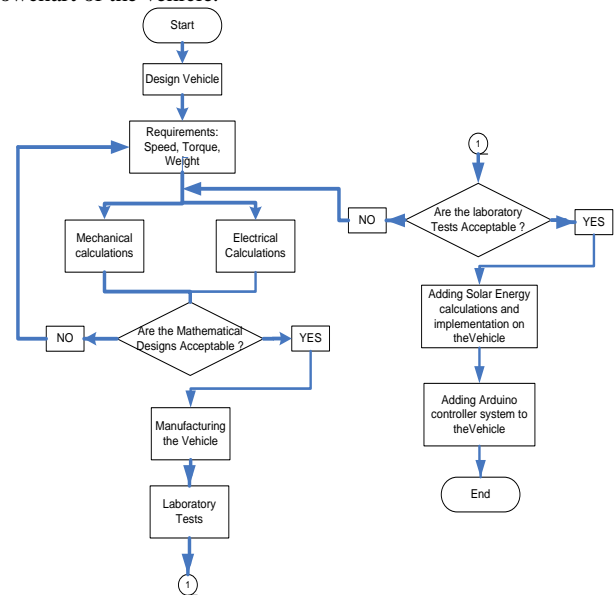 owchart of the vehicle.
Start
Design Vehicle
Requirements:
Speed, Torque,
Weight
Mechanical
calculations
Electrical
Calculations
NO
Are the Mathematical
Designs Acceptable ?
YES
Manufacturing
the Vehicle
Laboratory
Tests
1
1
NO
Are the laboratory
Tests Acceptable ?
YES
Adding Solar Energy
calculations and
implementation on
theVehicle
Adding Arduino
controller system to
theVehicle
End